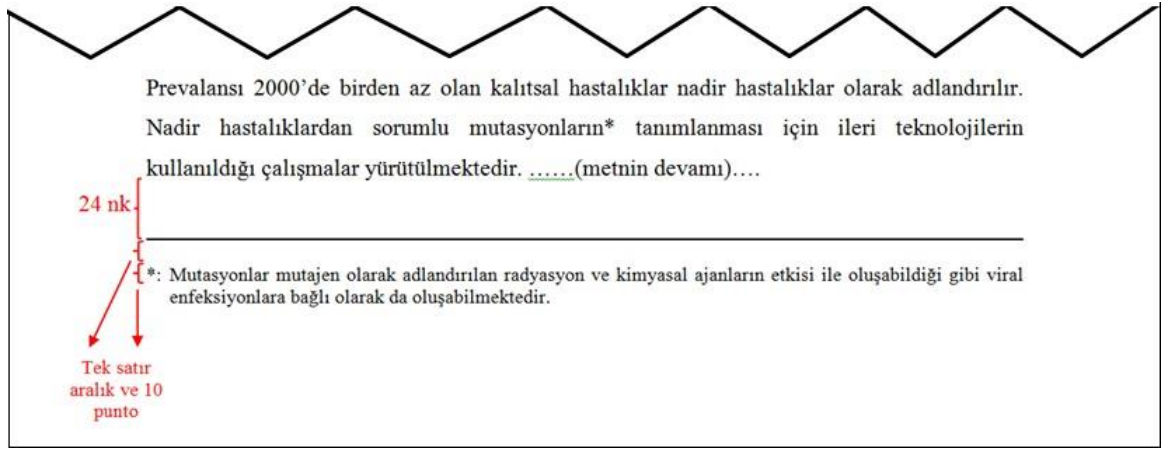 Prevalansı 2000’de birden az olan kalıtsal hastalıklar nadir hastalıklar olarak adlandırılır.
Nadir hastalıklardan sorumlu mutasyonların* tanımlanması için ileri teknolojilerin
kullanıldığı çalışmalar yürütülmektedir. ……(metnin devamı)….
24 nk
*: Mutasyonlar mutajen olarak adlandırılan radyasyon ve kimyasal ajanların etkisi ile oluşabildiği gibi viral
enfeksiyonlara bağlı olarak da oluşabilmektedir.
Tek satır
aralık ve 10
punto